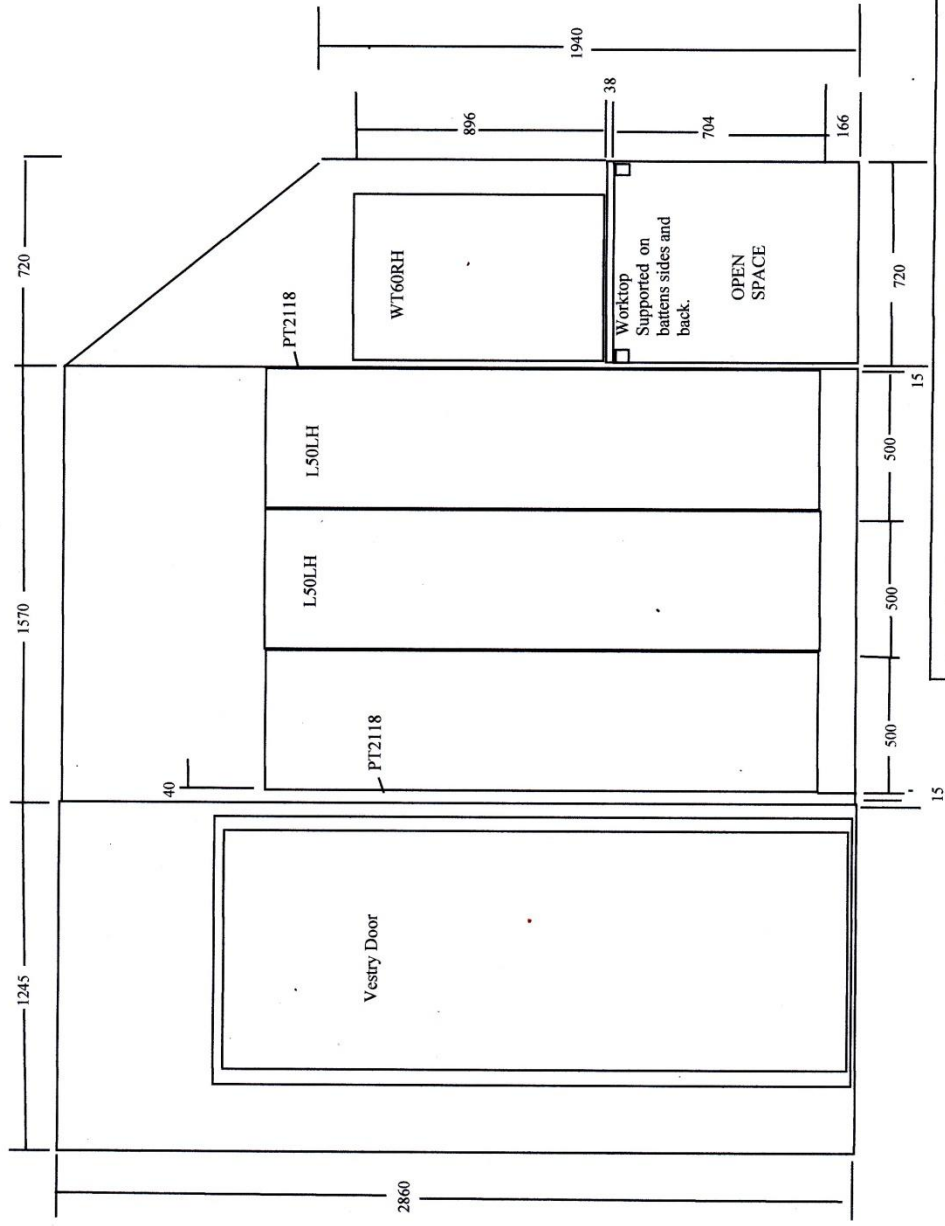 1245
1570
720
2860
40
PT2118
PT2118
L50LH
L50LH
Vestry Door
WT60RH
Worktop
Supported on
battens sides and
back.
OPEN
SPACE
896
38
704
166
1940
15
500
500
500
15
720